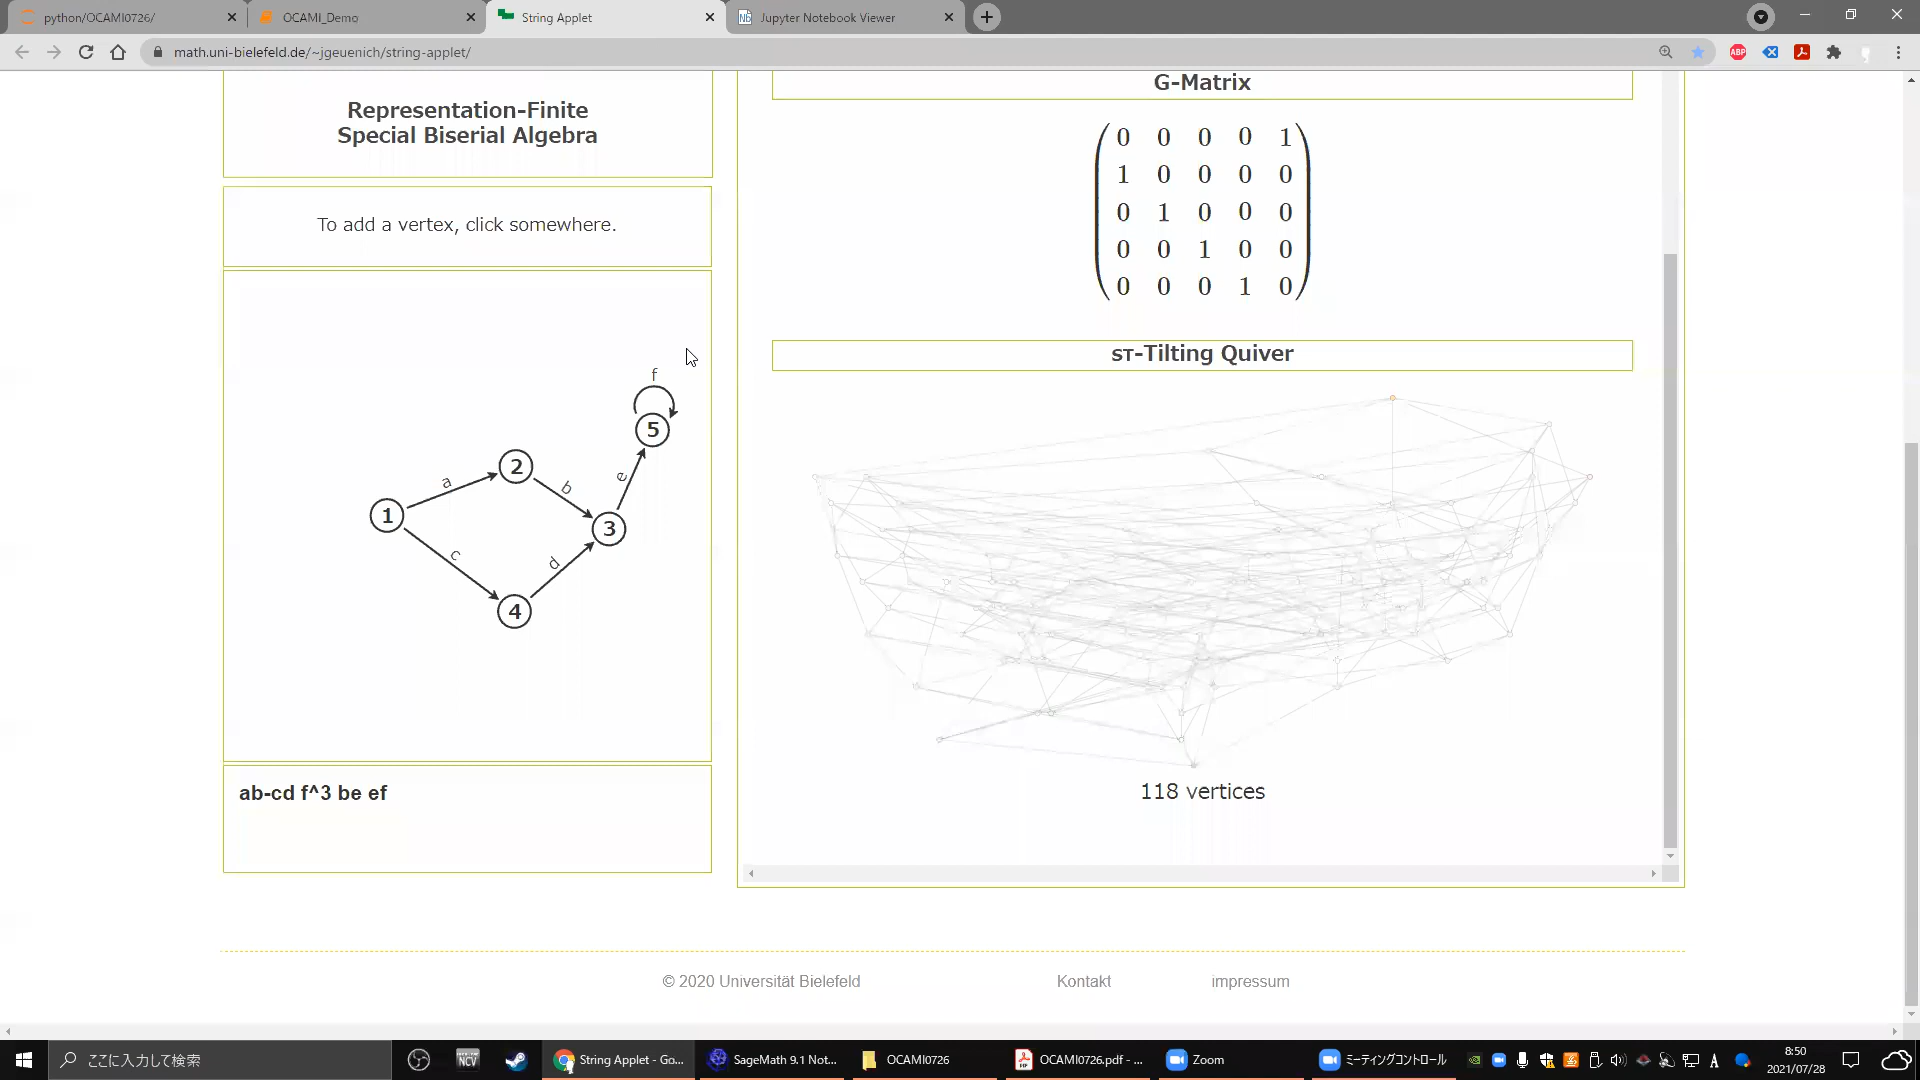 python/OCAMI0726/
OCAMI_Demo
String Applet
Jupyter Notebook Viewer
math.uni-bielefeld.de/~jgeuenich/string-applet/
ABP
Representation-Finite
Special Biserial Algebra
To add a vertex, click somewhere.
f
5
e
2
a
b
1
3
c
d
4
ab-cd f^3 be ef
G-Matrix
0 0 0 0 1
1 0 0 0 0
0 1 0 0 0
0 0 1 0 0
0 0 0 1 0
sτ-Tilting Quiver
118 vertices
© 2020 Universität Bielefeld
Kontakt
impressum
ここに入力して検索
NCV
String Applet - Go...
SageMath 9.1 Not...
OCAMI0726
OCAMI0726.pdf - ...
Zoom
ミーティングコントロール
A
8:50
2021/07/28